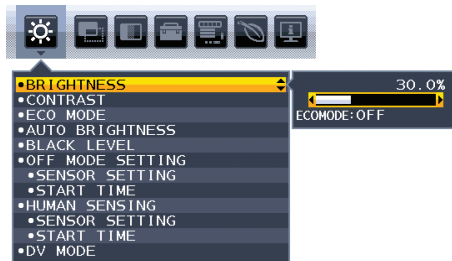 •BRIGHTNESS
•CONTRAST
•ECO MODE
•AUTO BRIGHTNESS
•BLACK LEVEL
•OFF MODE SETTING
•SENSOR SETTING
•START TIME
•HUMAN SENSING
•SENSOR SETTING
•START TIME
•DV MODE
30.0%
ECOMODE:OFF